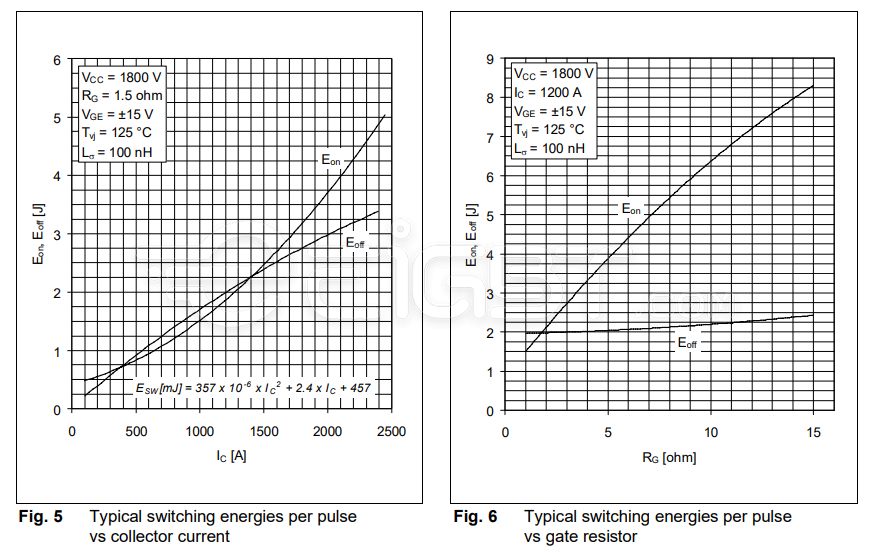 6
5
4
3
2
1
0
0
500
1000
1500
2000
2500
Eon, Eoff [J]
IC [A]
VCC = 1800 V
RG = 1.5 ohm
VGE = ±15 V
Tvj = 125 °C
Lσ = 100 nH
Eon
Eoff
ESW [mJ] = 357 x 10-6 x IC2 + 2.4 x IC + 457
Fig. 5 Typical switching energies per pulse
vs collector current
9
8
7
6
5
4
3
2
1
0
0
5
10
15
Eon, Eoff [J]
RG [ohm]
VCC = 1800 V
IC = 1200 A
VGE = ±15 V
Tvj = 125 °C
Lσ = 100 nH
Eon
Eoff
Fig. 6 Typical switching energies per pulse
vs gate resistor